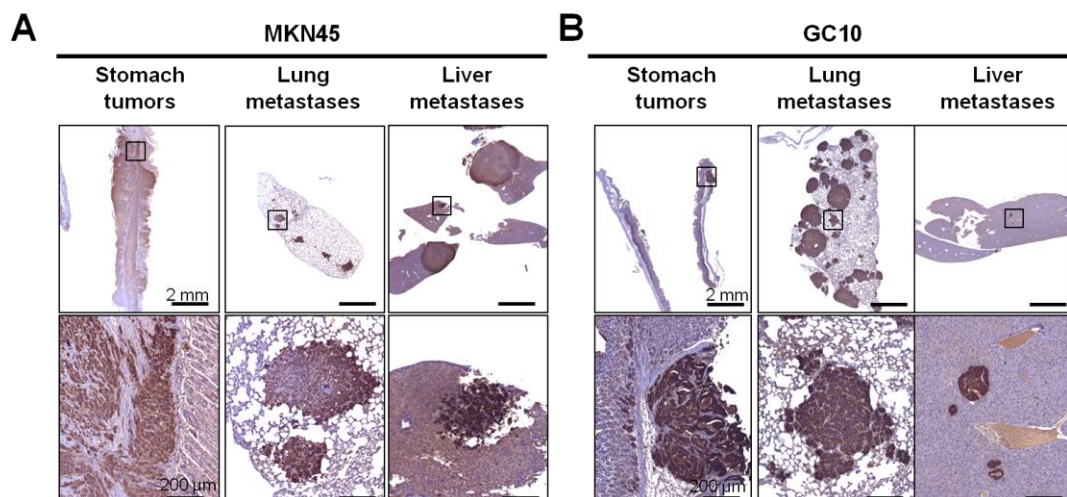 A
MKN45
Stomach
tumors
Lung
metastases
Liver
metastases
2 mm
200 µm
B
GC10
Stomach
tumors
Lung
metastases
Liver
metastases
2 mm
200 µm